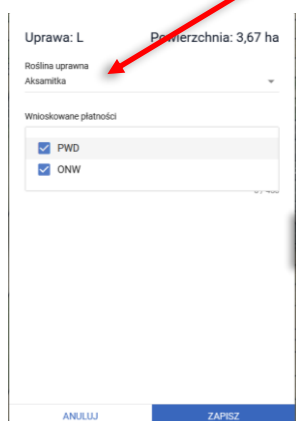 Uprawa: L Powierzchnia: 3,67 ha
Roślina uprawna
Aksamitka
Wnioskowane płatności
PWD
ONW
ANULUJ ZAPISZ